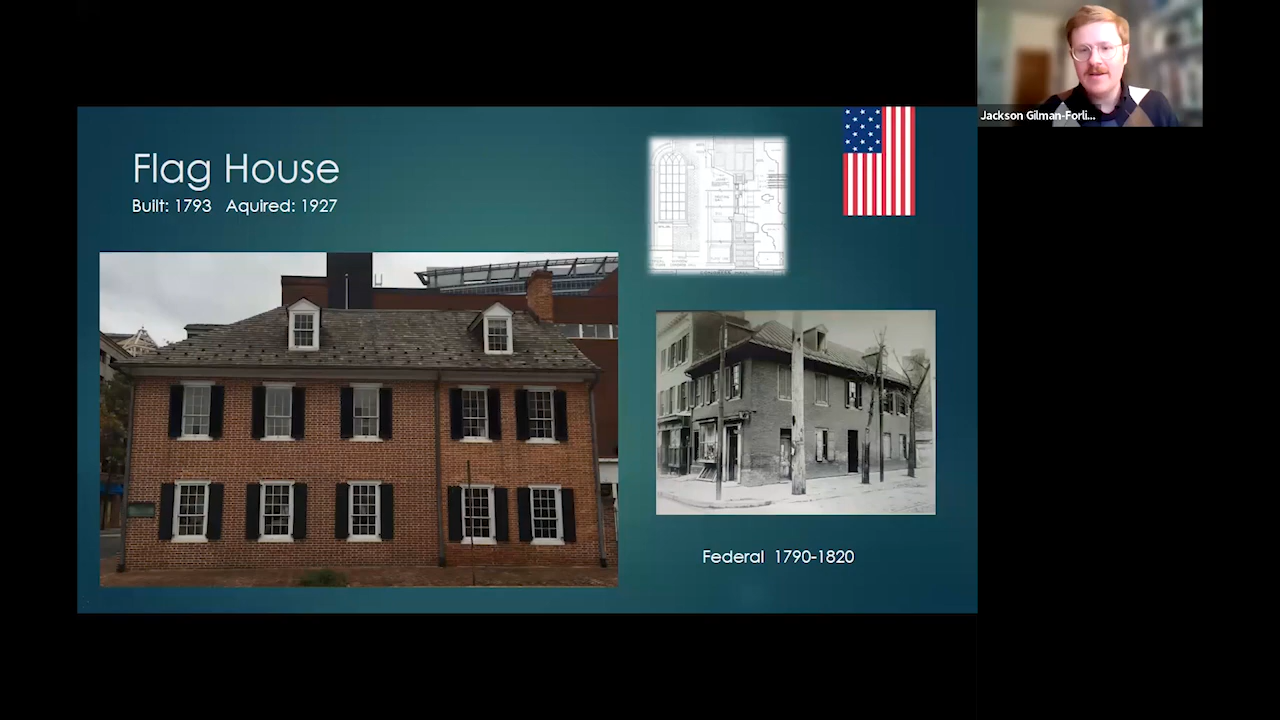 Flag House
Built: 1793 Aquired: 1927
Federal 1790-1820
Jackson Gilman-Forli...